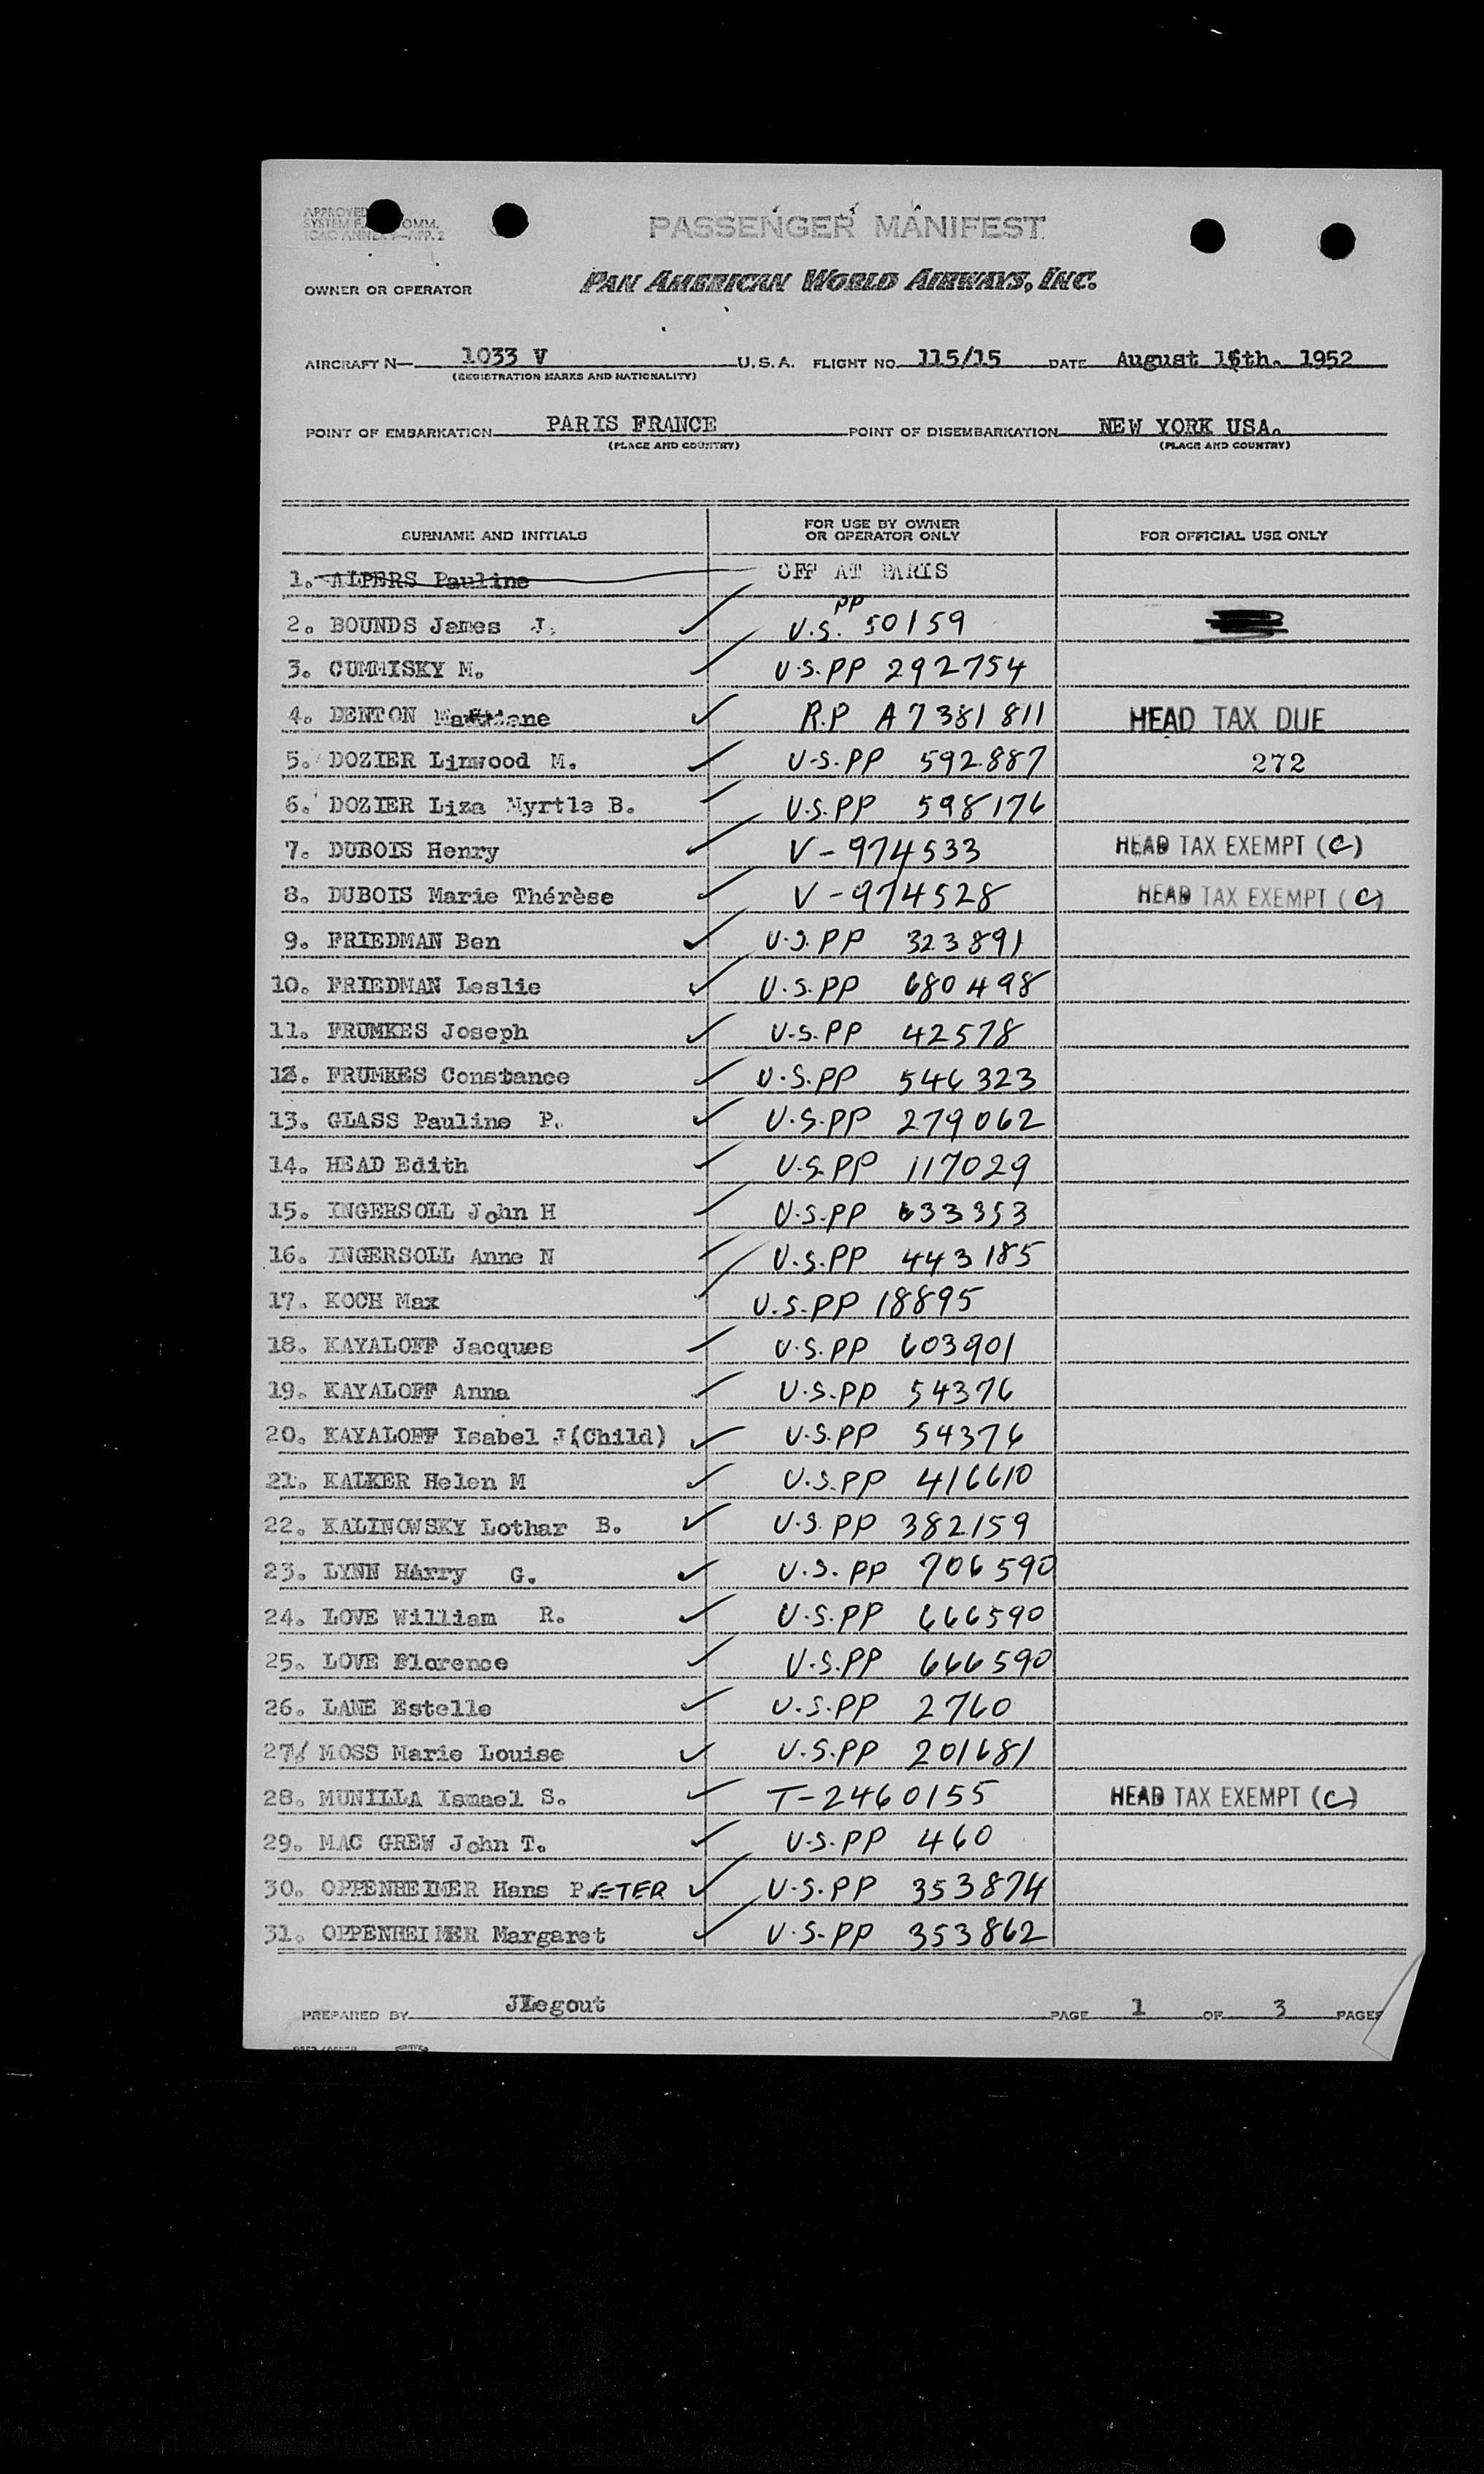 APPROVED
SYSTEM F OMM.
ICAO ANNEX 9—APP. 2
PASSENGER MANIFEST
OWNER OR OPERATOR PAN AMERICAN WORLD AIRWAYS, INC.
AIRCRAFT N— 1033 V U.S.A. FLIGHT NO. 115/15 DATE August 16th. 1952
(REGISTRATION MARKS AND NATIONALITY)
POINT OF EMBARKATION PARIS FRANCE POINT OF DISEMBARKATION NEW YORK USA.
(PLACE AND COUNTRY) (PLACE AND COUNTRY)
SURNAME AND INITIALS FOR USE BY OWNER OR OPERATOR ONLY FOR OFFICIAL USE ONLY
1. ALPERS Pauline OFF AT PARIS
2. BOUNDS James J. U.S. PP 50159
3. CUMMISKY M. U.S.PP 292754
4. DENTON R.P A7381811 HEAD TAX DUE
5. DOZIER Linwood M. U.S.PP 592887 272
6. DOZIER Liza Myrtle B. U.S.PP 598176
7. DUBOIS Henry V-974533 HEAD TAX EXEMPT (C)
8. DUBOIS Marie Thérèse V-974528 HEAD TAX EXEMPT (C)
9. FRIEDMAN Ben U.S.PP 323891
10. FRIEDMAN Leslie U.S.PP 680498
11. FRUMKES Joseph U.S.PP 42578
12. FRUMKES Constance U.S.PP 546323
13. GLASS Pauline P. U.S.PP 279062
14. HEAD Edith U.S.PP 117029
15. INGERSOLL John H U.S.PP 633353
16. INGERSOLL Anne N U.S.PP 443185
17. KOCH Max U.S.PP 18895
18. KAYALOFF Jacques U.S.PP 603901
19. KAYALOFF Anna U.S.PP 54376
20. KAYALOFF Isabel J(Child) U.S.PP 54376
21. KALKER Helen M U.S.PP 416610
22. KALINOWSKY Lothar B. U.S.PP 382159
23. LYNN Harry G. U.S.PP 706590
24. LOVE William R. U.S.PP 666590
25. LOVE Florence U.S.PP 666590
26. LANE Estelle U.S.PP 2760
27. MOSS Marie Louise U.S.PP 201681
28. MUNILLA Ismael S. T-2460155 HEAD TAX EXEMPT (C)
29. MAC GREW John T. U.S.PP 460
30. OPPENHEIMER Hans PETER U.S.PP 353874
31. OPPENHEIMER Margaret U.S.PP 353862
PREPARED BY JLegout PAGE 1 OF 3 PAGES